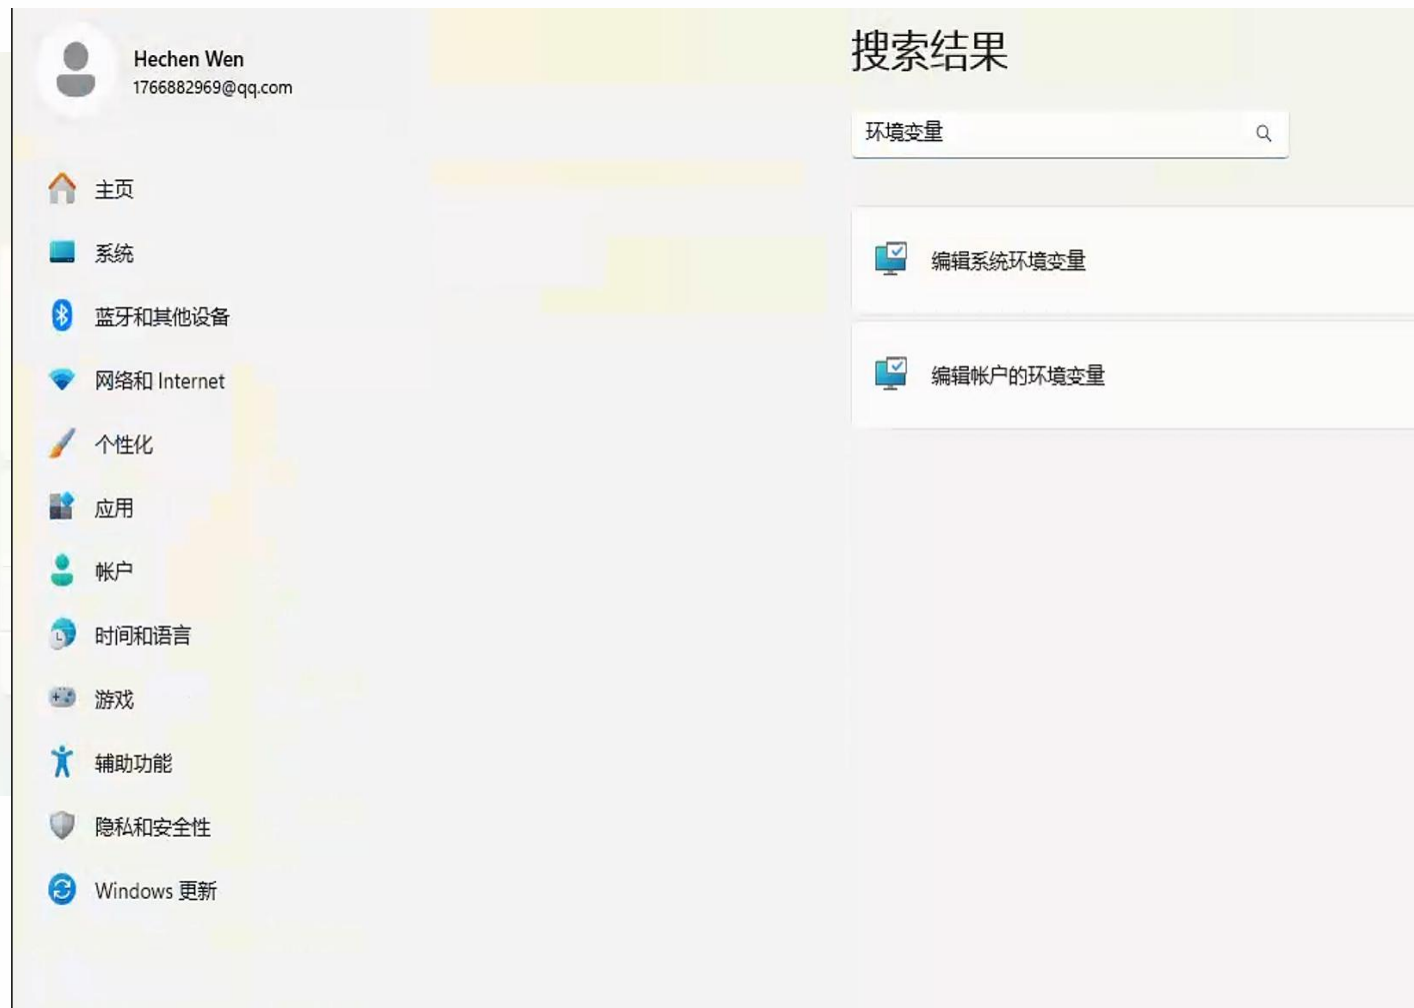 Hechen Wen
1766882969@qq.com
主页
系统
蓝牙和其他设备
网络和 Internet
个性化
应用
帐户
时间和语言
游戏
辅助功能
隐私和安全性
Windows 更新
搜索结果
环境变量
编辑系统环境变量
编辑帐户的环境变量